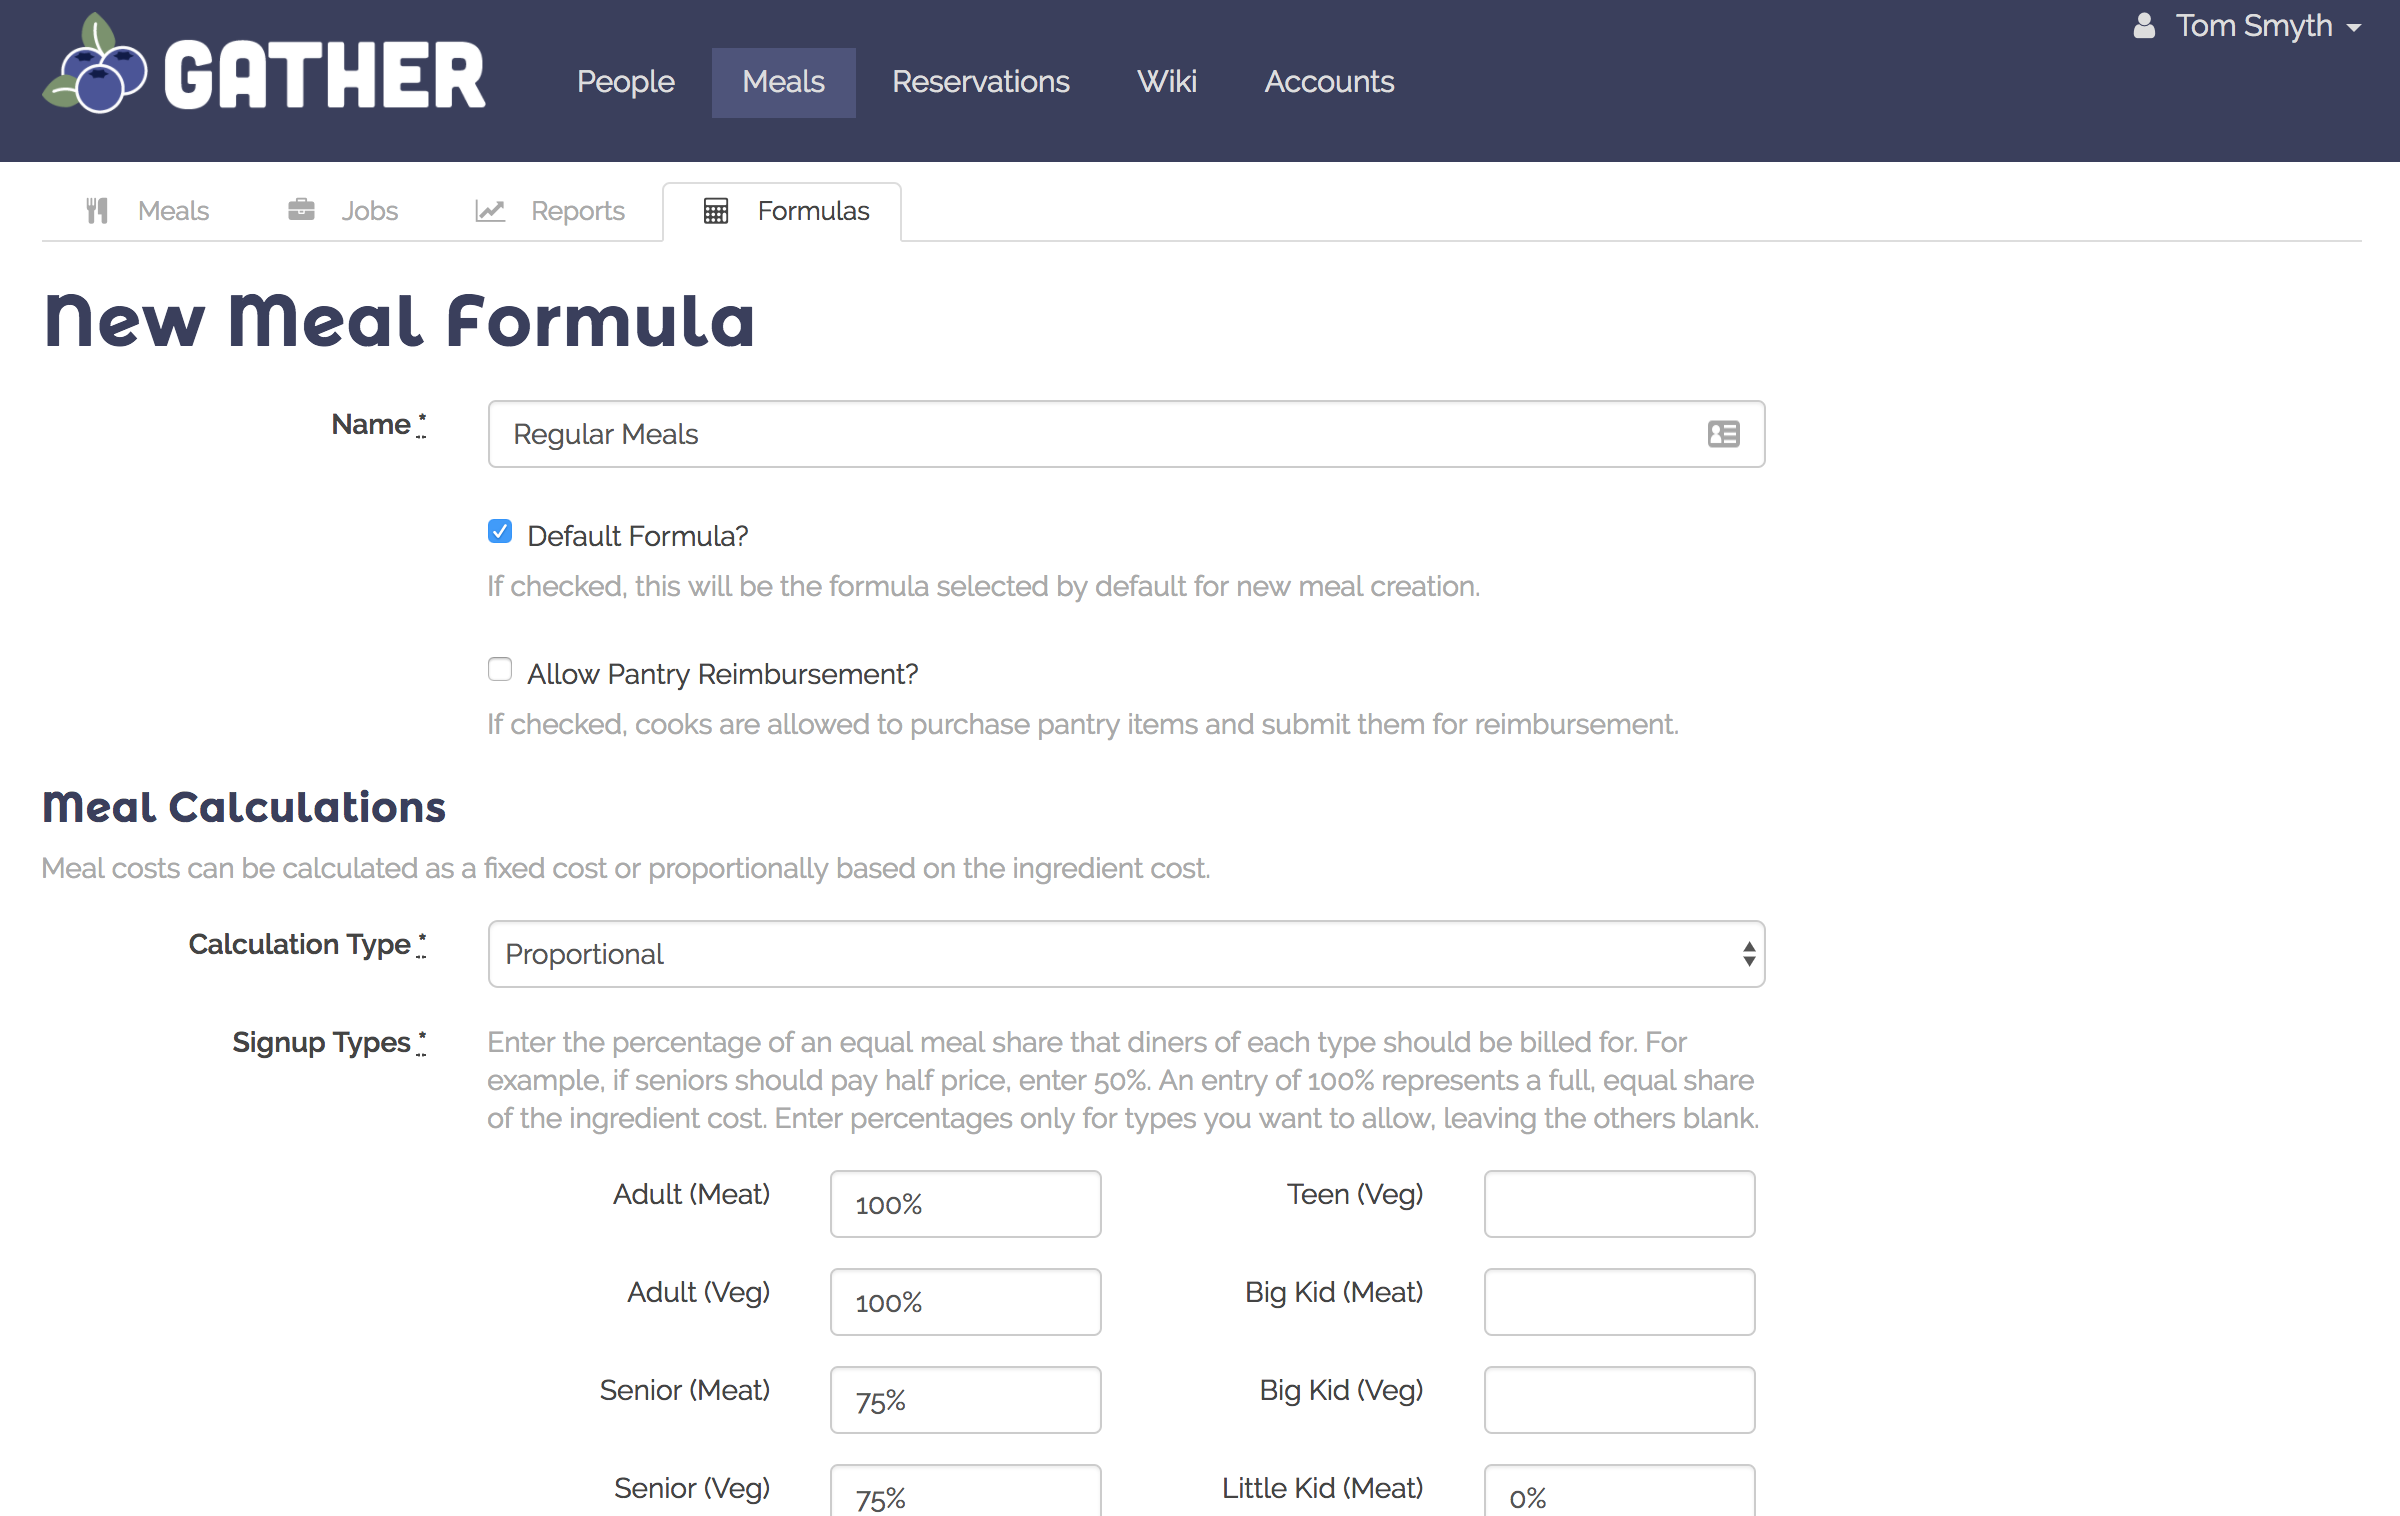 GATHER
People
Meals
Reservations
Wiki
Accounts
Tom Smyth
Meals
Jobs
Reports
Formulas
New Meal Formula
Name *
Regular Meals
Default Formula?
If checked, this will be the formula selected by default for new meal creation.
Allow Pantry Reimbursement?
If checked, cooks are allowed to purchase pantry items and submit them for reimbursement.
Meal Calculations
Meal costs can be calculated as a fixed cost or proportionally based on the ingredient cost.
Calculation Type *
Proportional
Signup Types *
Enter the percentage of an equal meal share that diners of each type should be billed for. For
example, if seniors should pay half price, enter 50%. An entry of 100% represents a full, equal share
of the ingredient cost. Enter percentages only for types you want to allow, leaving the others blank.
Adult (Meat)
100%
Teen (Veg)
Adult (Veg)
100%
Big Kid (Meat)
Senior (Meat)
75%
Big Kid (Veg)
Senior (Veg)
75%
Little Kid (Meat)
0%